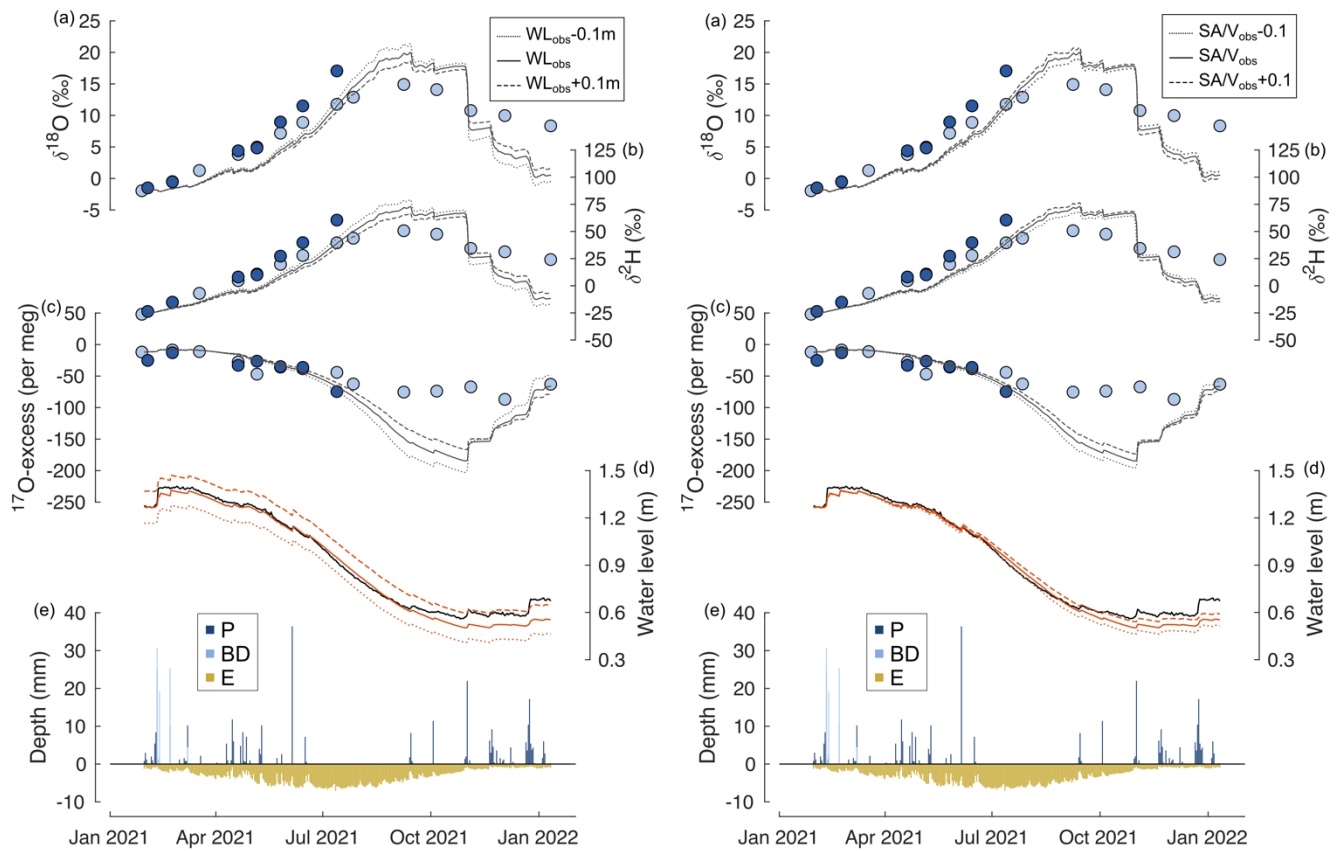 (a)
25
20
15
10
5
0
-5
δ¹⁸O (‰)
WLobs-0.1m
WLobs
WLobs+0.1m
(b)
125
100
75
50
25
0
-25
-50
δ²H (‰)
(c)
50
0
-50
-100
-150
-200
-250
¹⁷O-excess (per meg)
(d)
1.5
1.2
0.9
0.6
0.3
Water level (m)
(e)
40
30
20
10
0
-10
Depth (mm)
P
BD
E
Jan 2021 Apr 2021 Jul 2021 Oct 2021 Jan 2022
(a)
25
20
15
10
5
0
-5
δ¹⁸O (‰)
SA/Vobs-0.1
SA/Vobs
SA/Vobs+0.1
(b)
125
100
75
50
25
0
-25
-50
δ²H (‰)
(c)
50
0
-50
-100
-150
-200
-250
¹⁷O-excess (per meg)
(d)
1.5
1.2
0.9
0.6
0.3
Water level (m)
(e)
40
30
20
10
0
-10
Depth (mm)
P
BD
E
Jan 2021 Apr 2021 Jul 2021 Oct 2021 Jan 2022